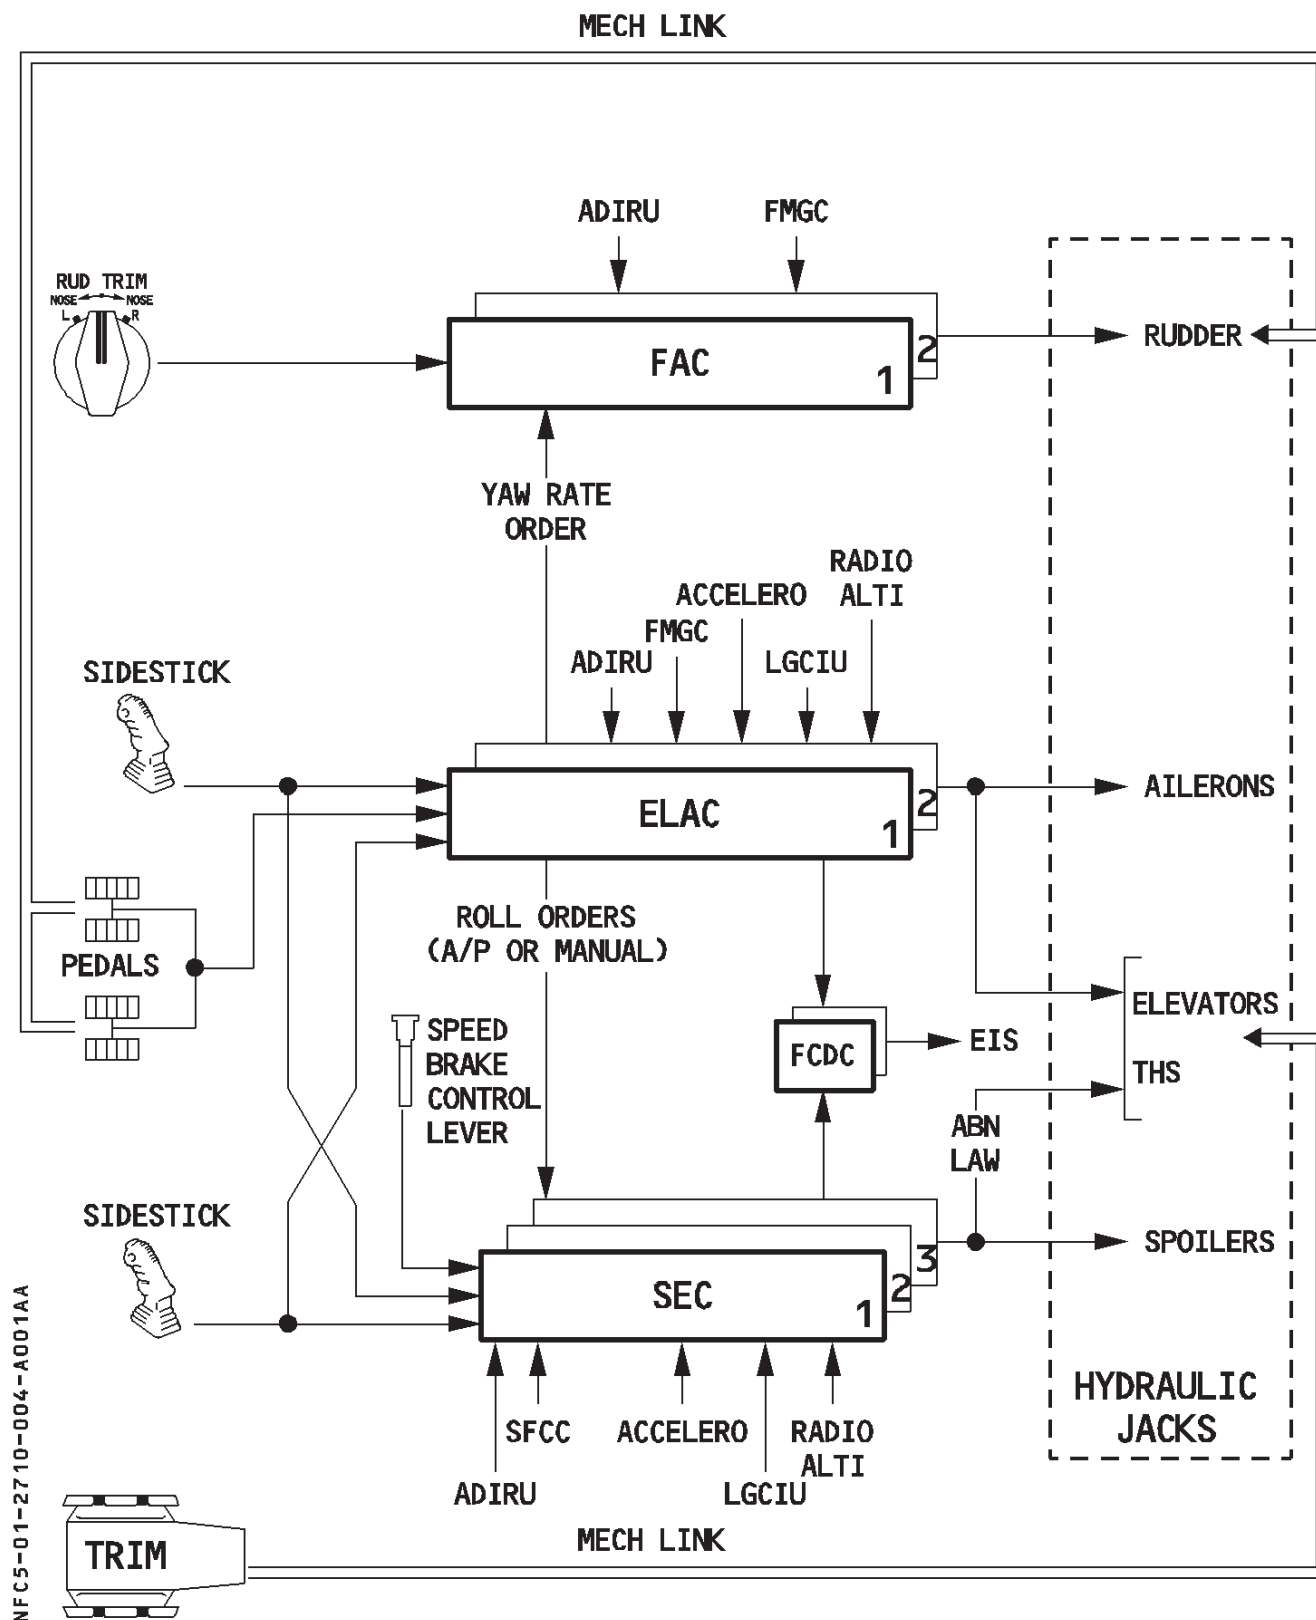 MECH LINK
ADIRU
FMGC
RUD TRIM
NOSE NOSE
L R
FAC
1
2
RUDDER
YAW RATE
ORDER
RADIO
ALTI
ACCELERO
FMGC
ADIRU
LGCIU
SIDESTICK
ELAC
1
2
AILERONS
ROLL ORDERS
(A/P OR MANUAL)
PEDALS
SPEED
BRAKE
CONTROL
LEVER
FCDC
EIS
ELEVATORS
THS
ABN
LAW
SIDESTICK
SEC
1
2
3
SPOILERS
HYDRAULIC
JACKS
SFCC
ACCELERO
RADIO
ALTI
ADIRU
LGCIU
MECH LINK
TRIM
NFC5-01-2710-004-A001AA